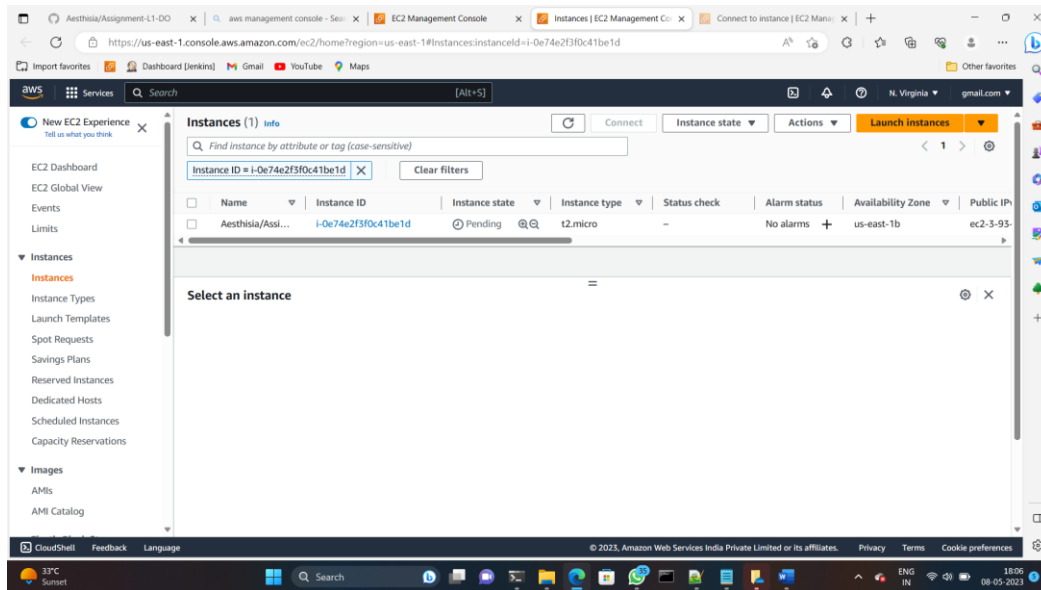 Aesthisia/Assignment-L1-DO
aws management console - Sea
EC2 Management Console
Instances | EC2 Management Co
Connect to instance | EC2 Manag
https://us-east-1.console.aws.amazon.com/ec2/home?region=us-east-1#Instances:instanceId=i-0e74e2f3f0c41be1d
Import favorites
Dashboard [Jenkins]
Gmail
YouTube
Maps
Other favorites
aws
Services
Search
[Alt+S]
N. Virginia
gmail.com
New EC2 Experience
Tell us what you think
EC2 Dashboard
EC2 Global View
Events
Limits
Instances
Instances
Instance Types
Launch Templates
Spot Requests
Savings Plans
Reserved Instances
Dedicated Hosts
Scheduled Instances
Capacity Reservations
Images
AMIs
AMI Catalog
Instances (1) Info
Connect
Instance state
Actions
Launch instances
Find instance by attribute or tag (case-sensitive)
1
Instance ID = i-0e74e2f3f0c41be1d
Clear filters
Name Instance ID Instance state Instance type Status check Alarm status Availability Zone Public IPv
Aesthisia/Assi... i-0e74e2f3f0c41be1d Pending t2.micro – No alarms us-east-1b ec2-3-93-
Select an instance
CloudShell Feedback Language © 2023, Amazon Web Services India Private Limited or its affiliates. Privacy Terms Cookie preferences
33°C
Sunset
Search
35
ENG
IN
18:06
08-05-2023